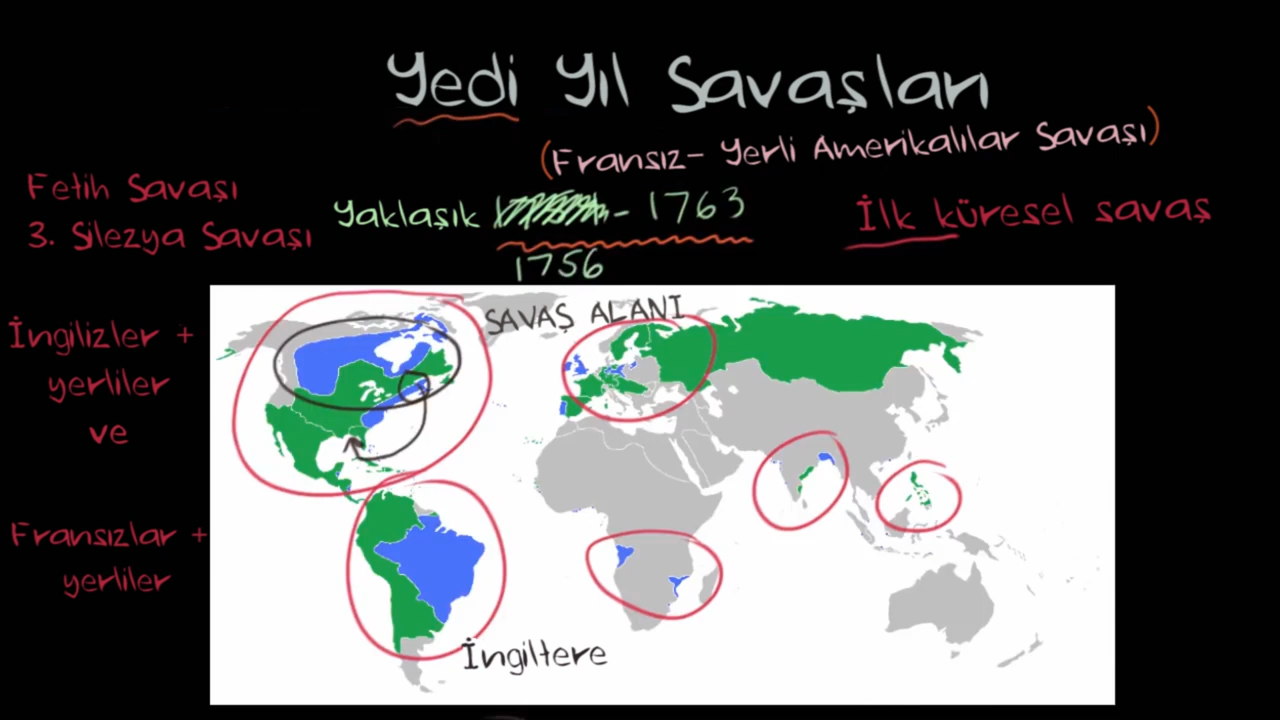 Yedi Yıl Savaşları
(Fransız- Yerli Amerikalılar Savaşı)
Fetih Savaşı
3. Silezya Savaşı
Yaklaşık - 1763
1756
İlk küresel savaş
İngilizler +
yerliler
ve
Fransızlar +
yerliler
SAVAŞ ALANI
İngiltere